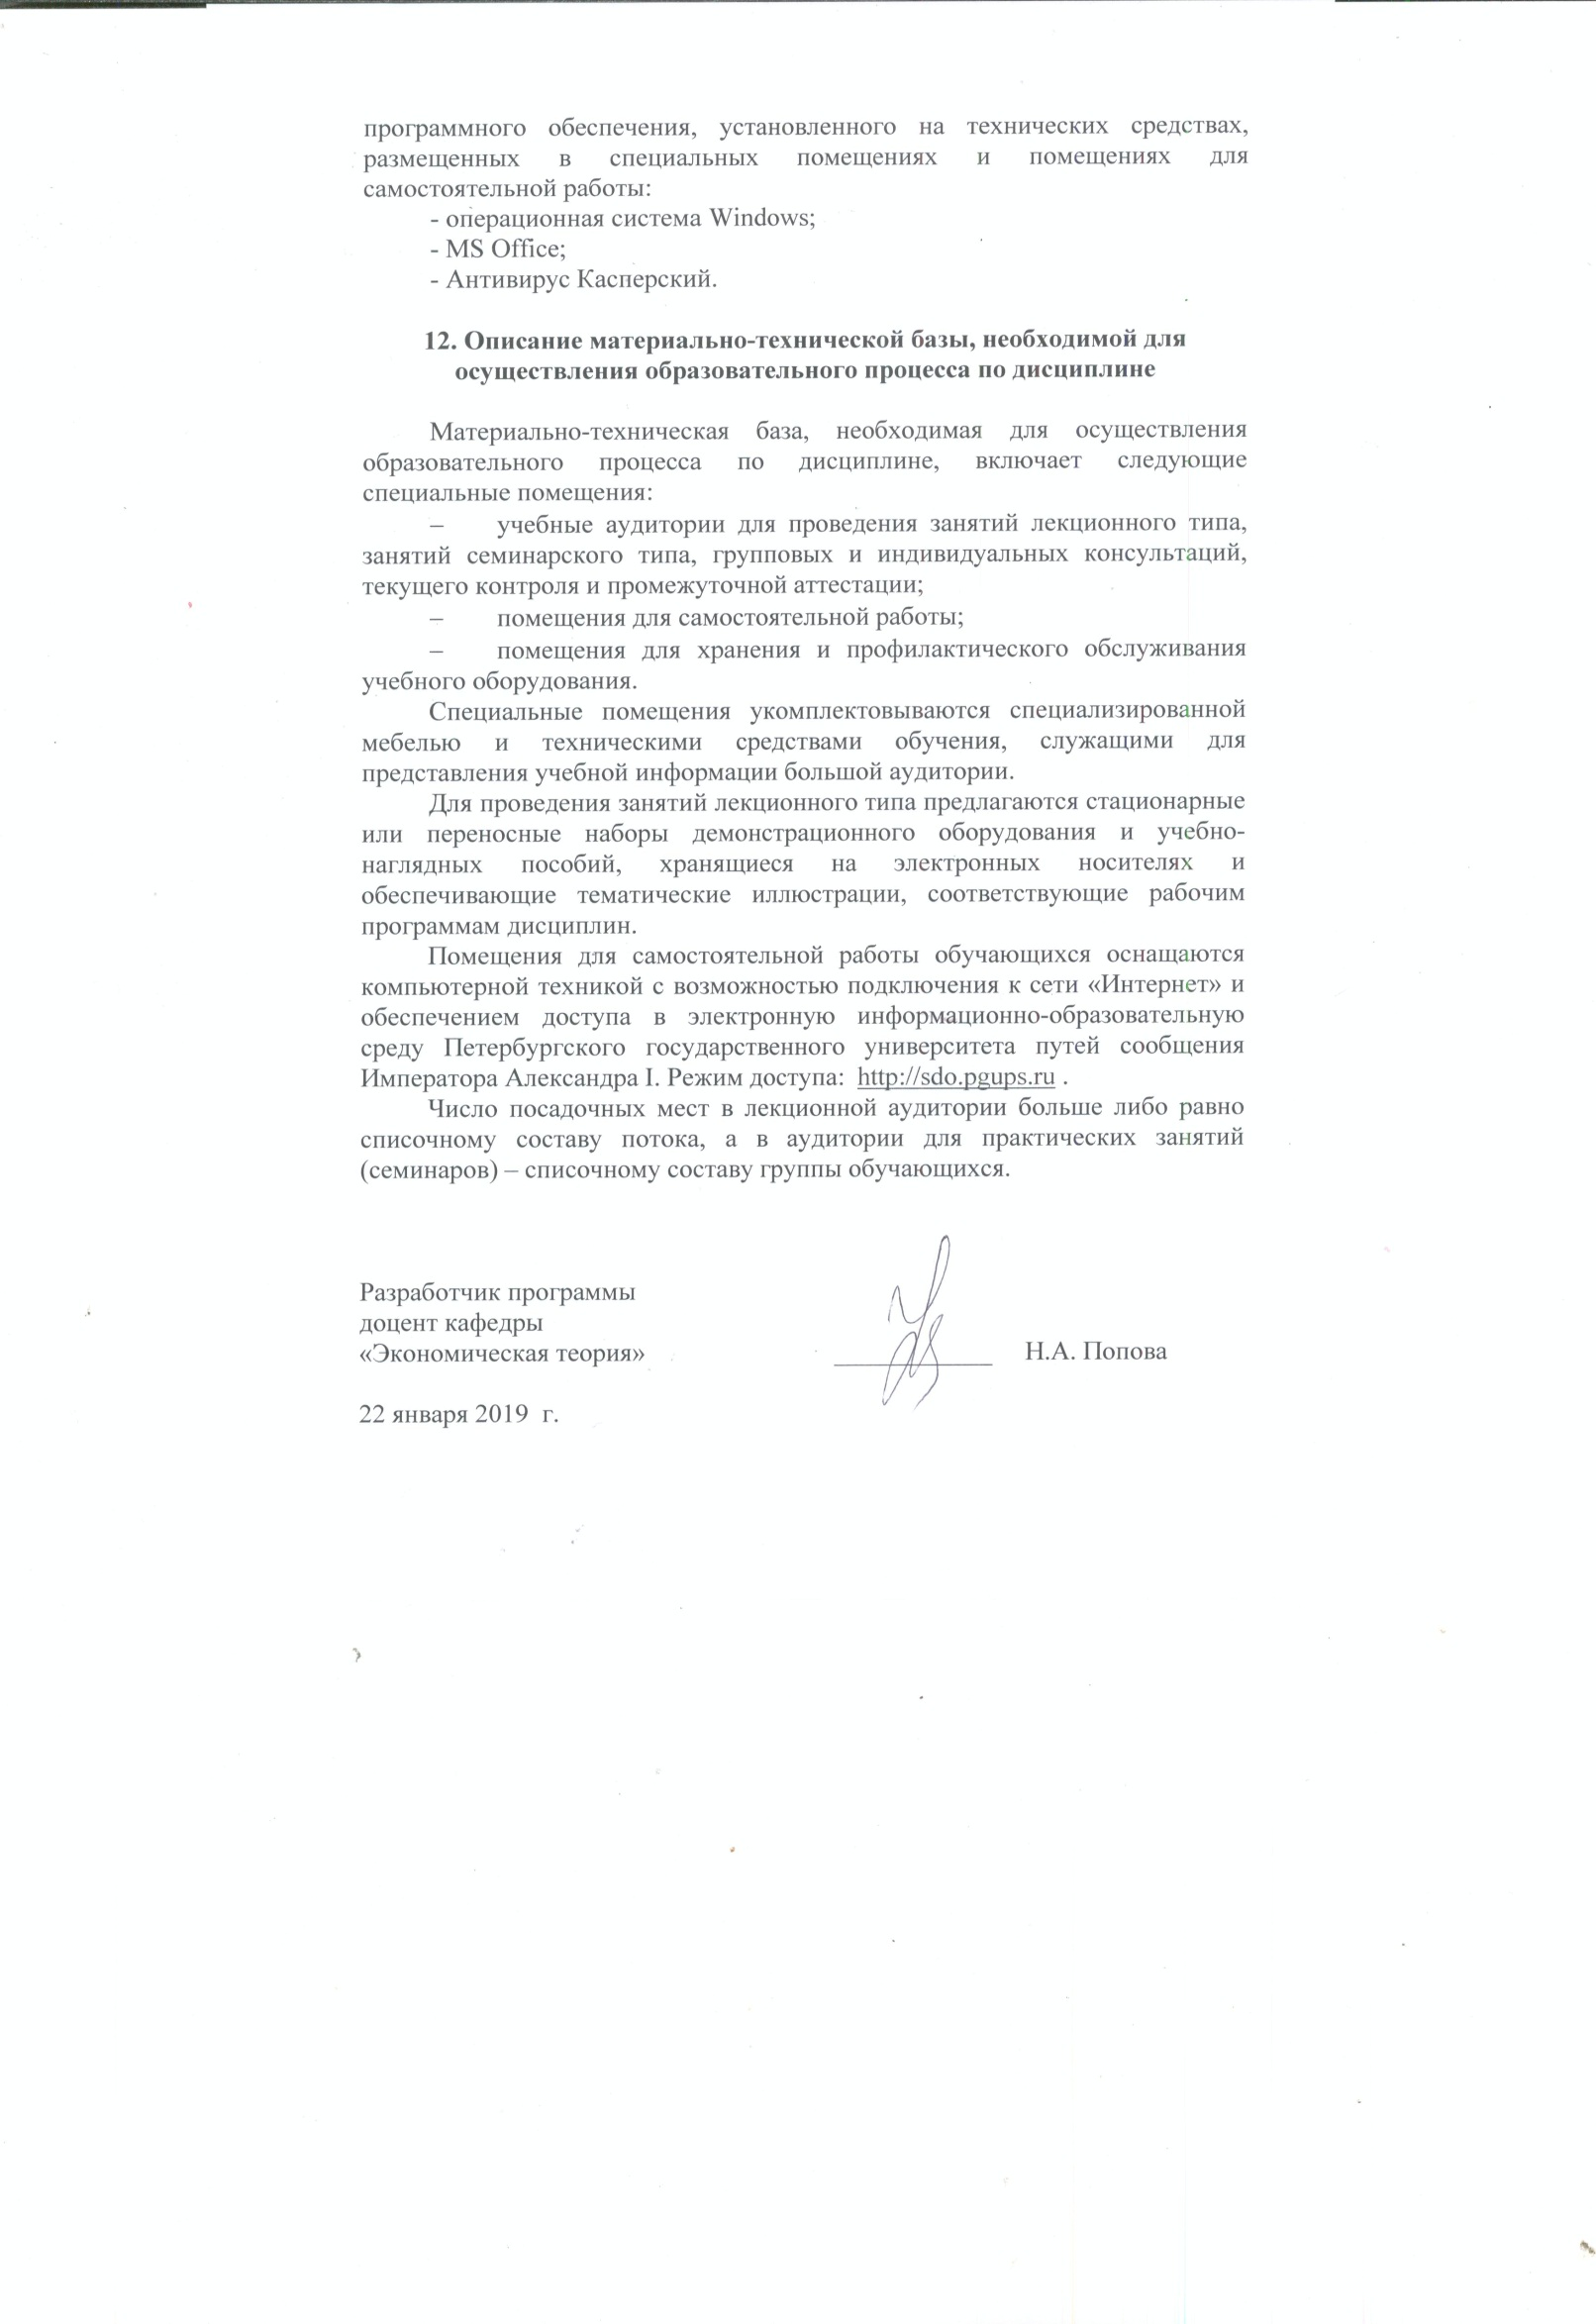 программного обеспечения, установленного на технических средствах,
размещенных в специальных помещениях и помещениях для
самостоятельной работы:
- операционная система Windows;
- MS Office;
- Антивирус Касперский.
12. Описание материально-технической базы, необходимой для
осуществления образовательного процесса по дисциплине
Материально-техническая база, необходимая для осуществления
образовательного процесса по дисциплине, включает следующие
специальные помещения:
– учебные аудитории для проведения занятий лекционного типа,
занятий семинарского типа, групповых и индивидуальных консультаций,
текущего контроля и промежуточной аттестации;
– помещения для самостоятельной работы;
– помещения для хранения и профилактического обслуживания
учебного оборудования.
Специальные помещения укомплектовываются специализированной
мебелью и техническими средствами обучения, служащими для
представления учебной информации большой аудитории.
Для проведения занятий лекционного типа предлагаются стационарные
или переносные наборы демонстрационного оборудования и учебно-
наглядных пособий, хранящиеся на электронных носителях и
обеспечивающие тематические иллюстрации, соответствующие рабочим
программам дисциплин.
Помещения для самостоятельной работы обучающихся оснащаются
компьютерной техникой с возможностью подключения к сети «Интернет» и
обеспечением доступа в электронную информационно-образовательную
среду Петербургского государственного университета путей сообщения
Императора Александра I. Режим доступа: http://sdo.pgups.ru .
Число посадочных мест в лекционной аудитории больше либо равно
списочному составу потока, а в аудитории для практических занятий
(семинаров) – списочному составу группы обучающихся.
Разработчик программы
доцент кафедры
«Экономическая теория» Н.А. Попова
22 января 2019 г.